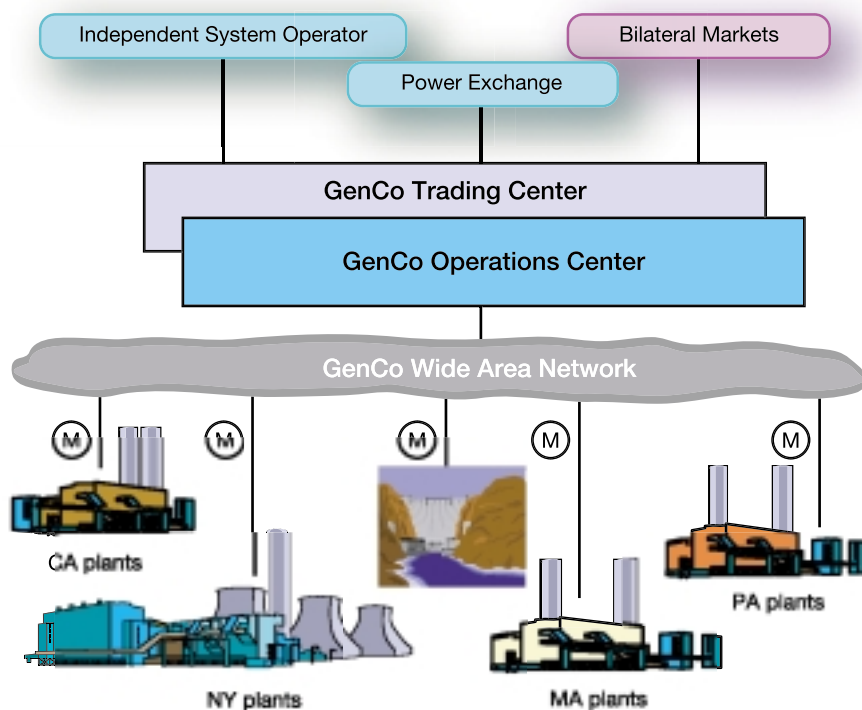 Independent System Operator
Bilateral Markets
Power Exchange
GenCo Trading Center
GenCo Operations Center
GenCo Wide Area Network
M
M
M
M
M
CA plants
PA plants
NY plants
MA plants